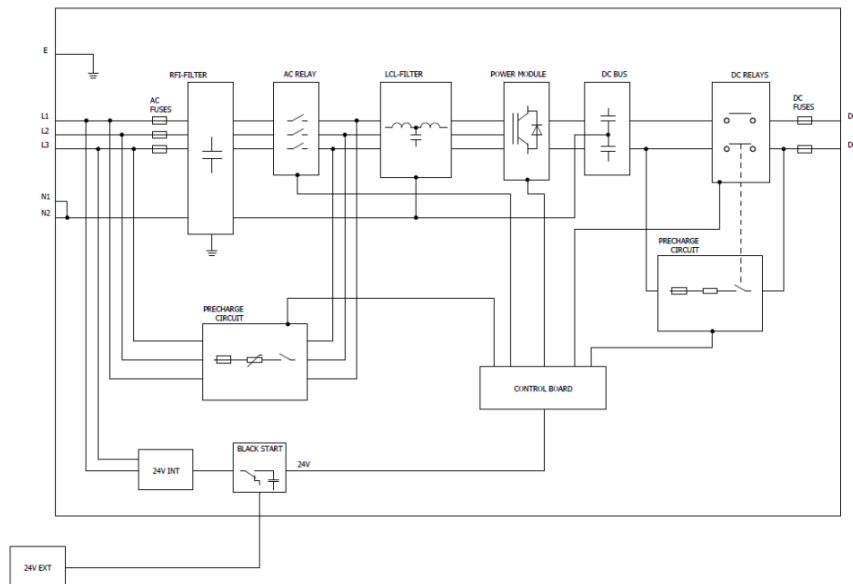 E
RFI-FILTER
AC RELAY
LCL-FILTER
POWER MODULE
DC BUS
DC RELAYS
AC
FUSES
DC
FUSES
L1
L2
L3
D
D
N1
N2
PRECHARGE
CIRCUIT
PRECHARGE
CIRCUIT
CONTROL BOARD
BLACK START
24V INT
24V
24V EXT